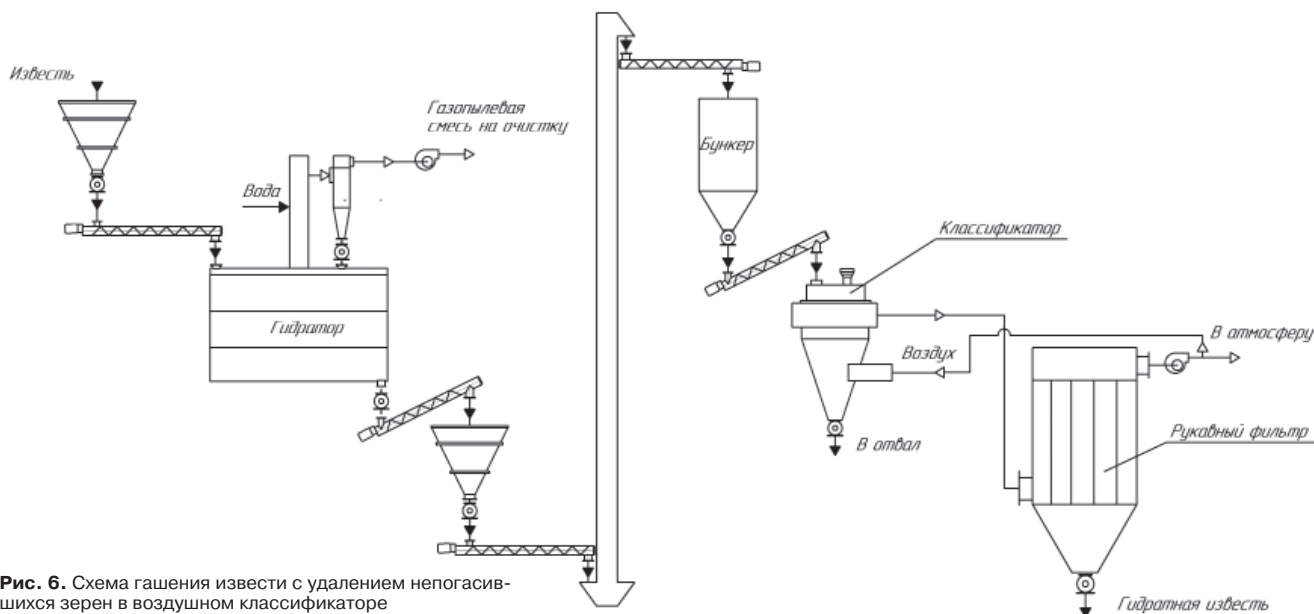 Известь
Газопылевая
смесь на очистку
Вода
Гидратор
Бункер
Классификатор
Воздух
В атмосферу
В отвал
Рукавный фильтр
Гидратная известь
Рис. 6. Схема гашения извести с удалением непогасив-
шихся зерен в воздушном классификаторе